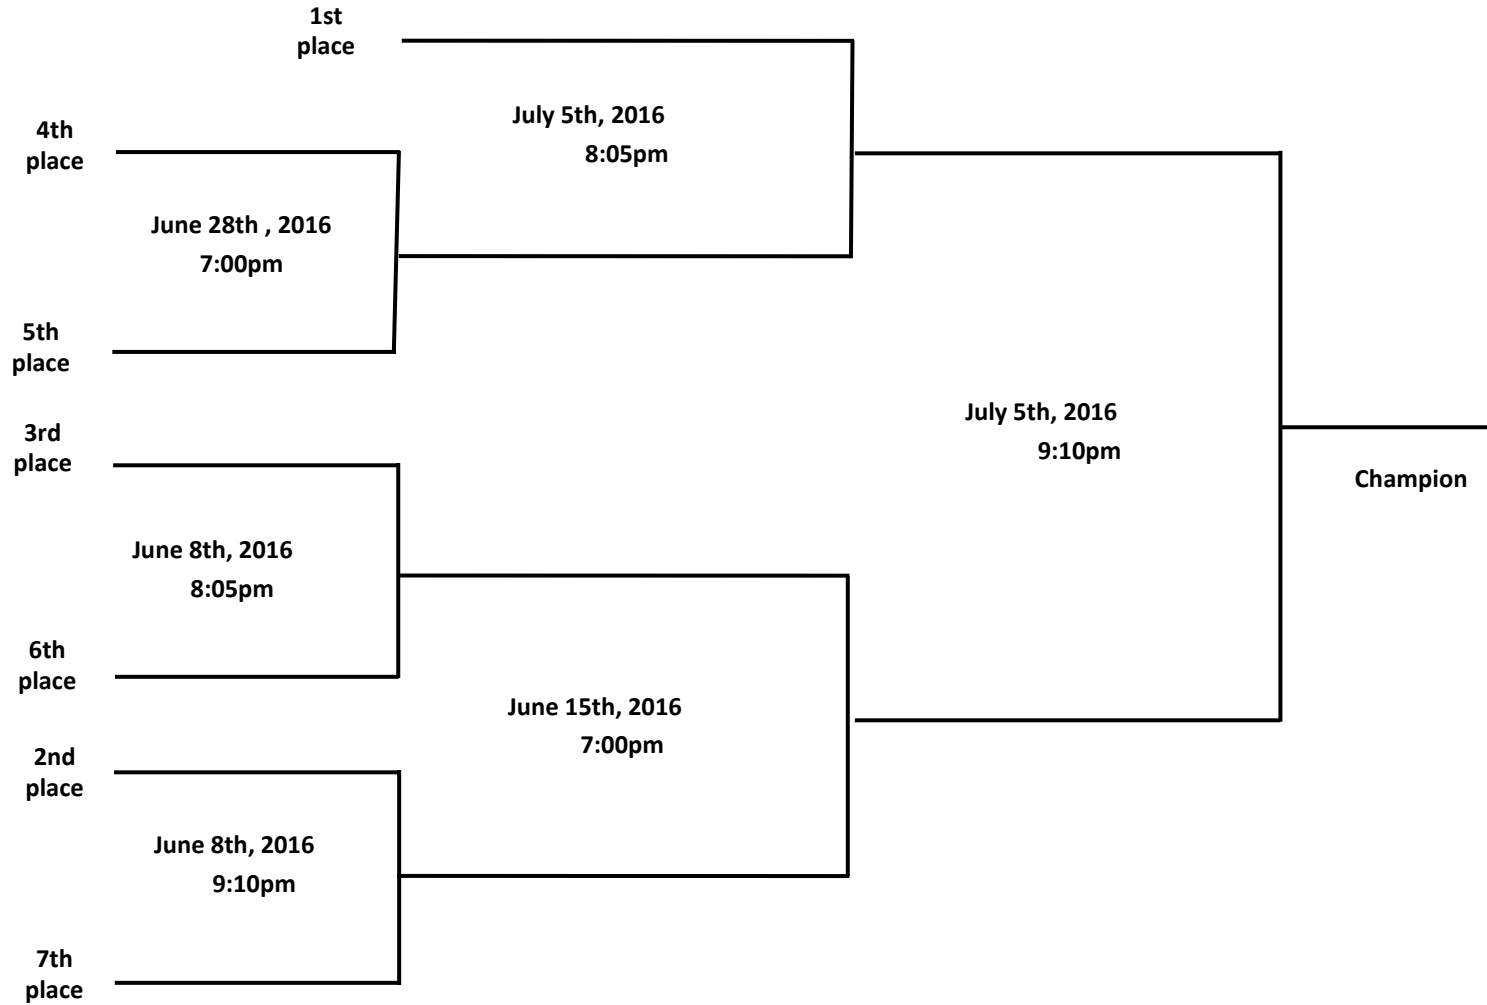 1st
place
July 5th, 2016
8:05pm
4th
place
June 28th , 2016
7:00pm
5th
place
July 5th, 2016
9:10pm
Champion
3rd
place
June 8th, 2016
8:05pm
6th
place
June 15th, 2016
7:00pm
2nd
place
June 8th, 2016
9:10pm
7th
place